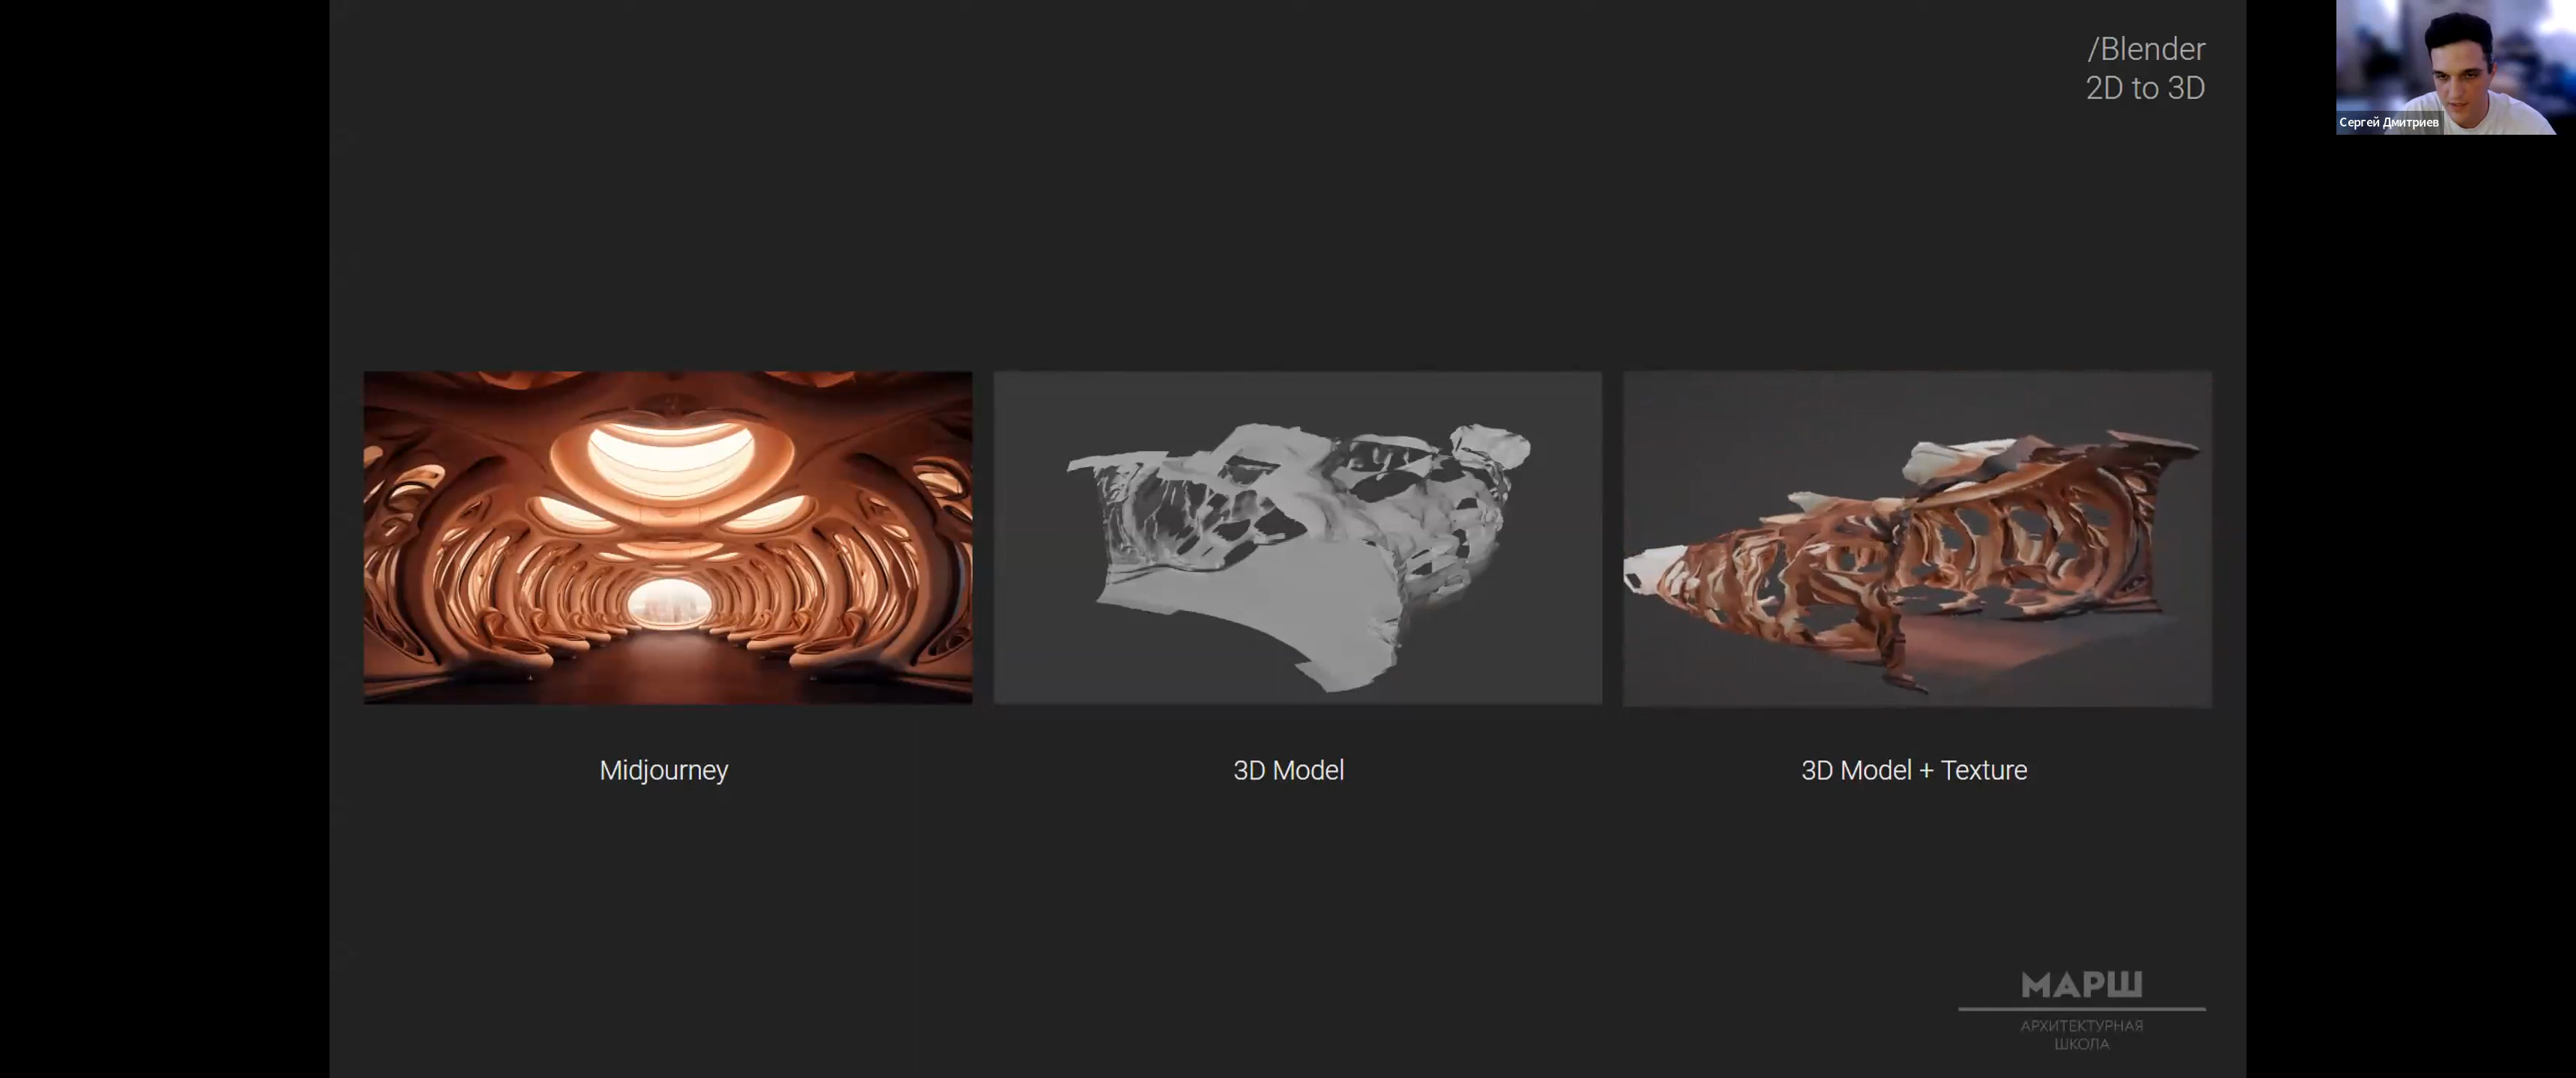 /Blender
2D to 3D
Сергей Дмитриев
Midjourney
3D Model
3D Model + Texture
МАРШ
АРХИТЕКТУРНАЯ
ШКОЛА